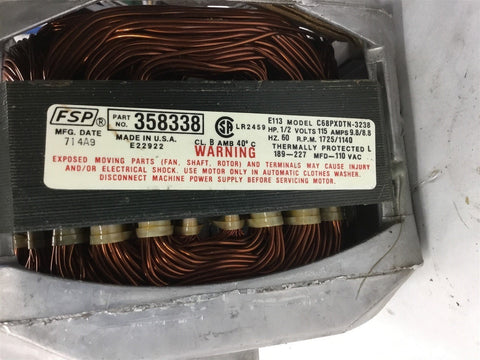 FSP®
PART NO. 358338
MFG. DATE
714A9
MADE IN U.S.A.
E22922
LR2459
E113 MODEL C68PXDTN-3238
HP. 1/2 VOLTS 115 AMPS 9.8/8.8
HZ. 60 R.P.M. 1725/1140
CL. B AMB 40° C
THERMALLY PROTECTED L
189-227 MFD-110 VAC
WARNING
EXPOSED MOVING PARTS (FAN, SHAFT, ROTOR) AND TERMINALS MAY CAUSE INJURY
AND/OR ELECTRICAL SHOCK. USE MOTOR ONLY IN AUTOMATIC CLOTHES WASHER.
DISCONNECT MACHINE POWER SUPPLY BEFORE SERVICING MOTOR.